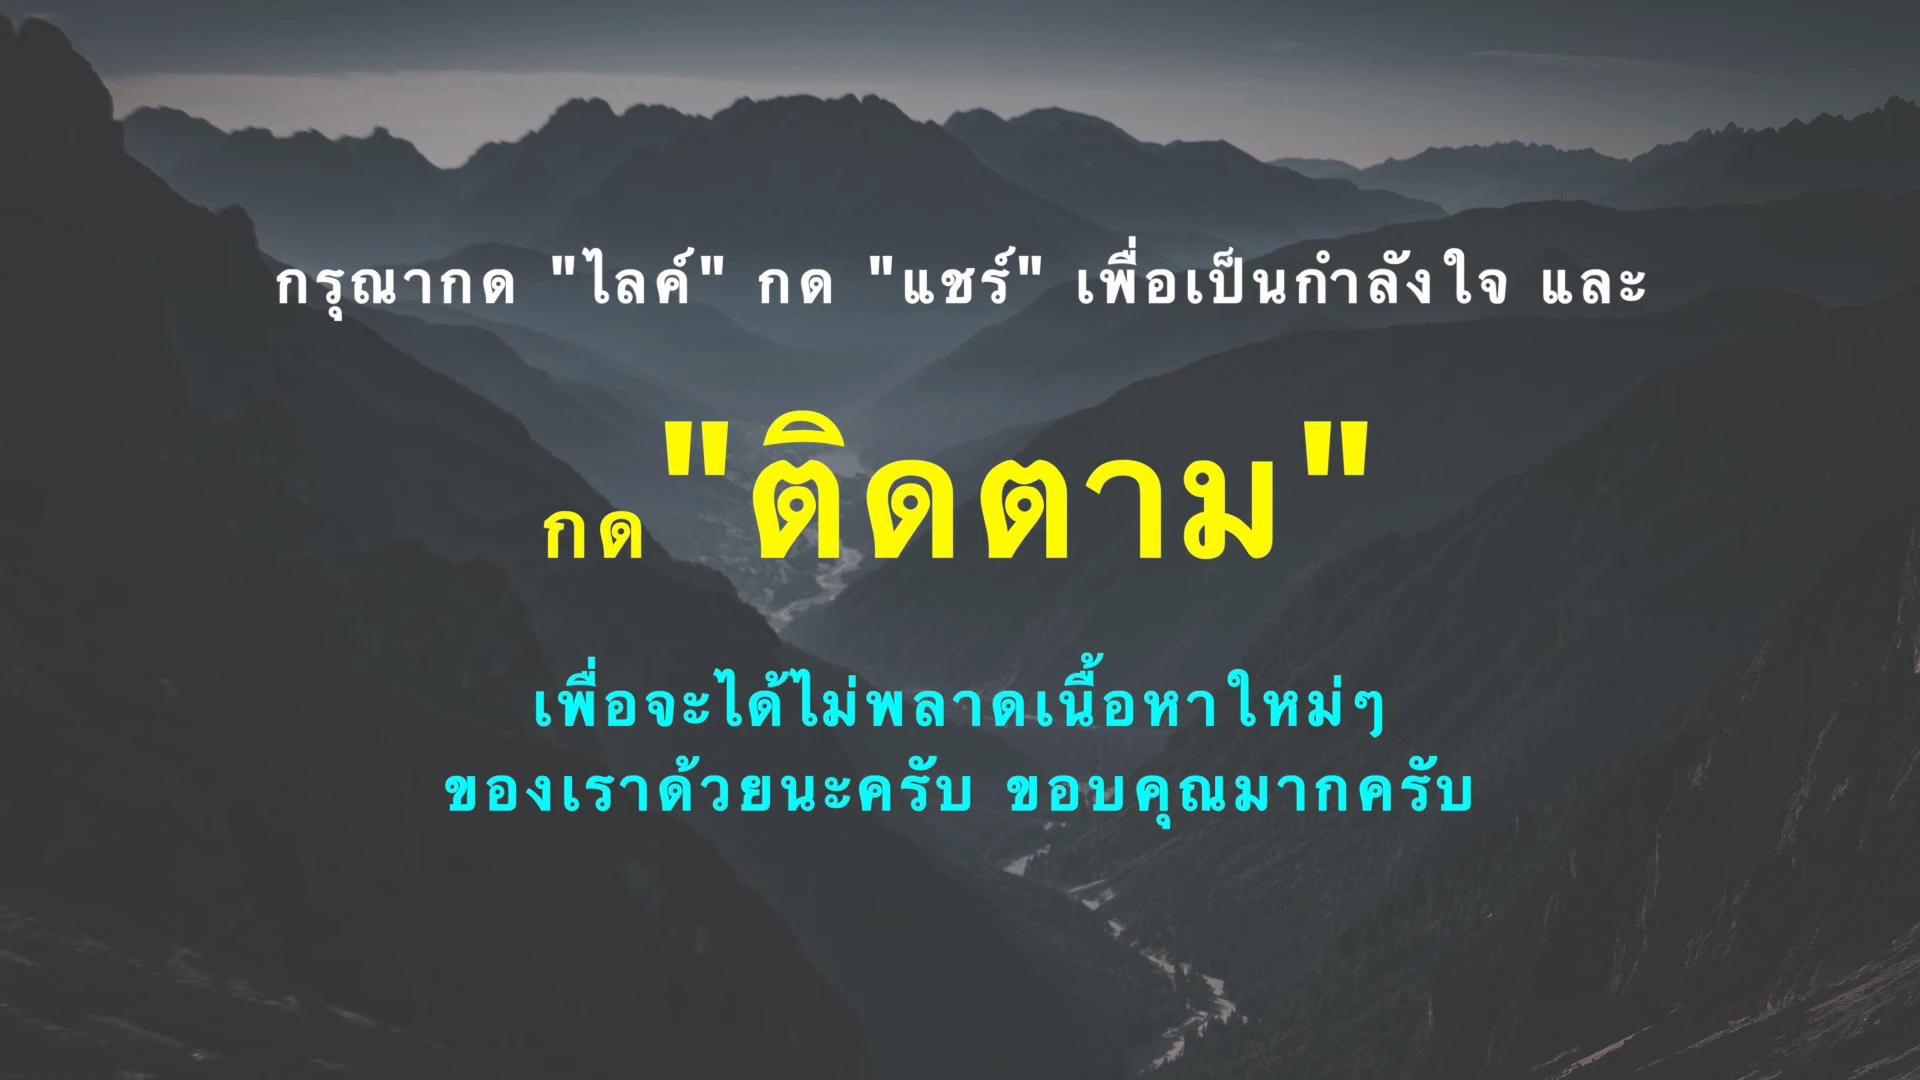 กรุณากด "ไลค์" กด "แชร์" เพื่อเป็นกำลังใจ และ
กด "ติดตาม"
เพื่อจะได้ไม่พลาดเนื้อหาใหม่ๆ
ของเราด้วยนะครับ ขอบคุณมากครับ